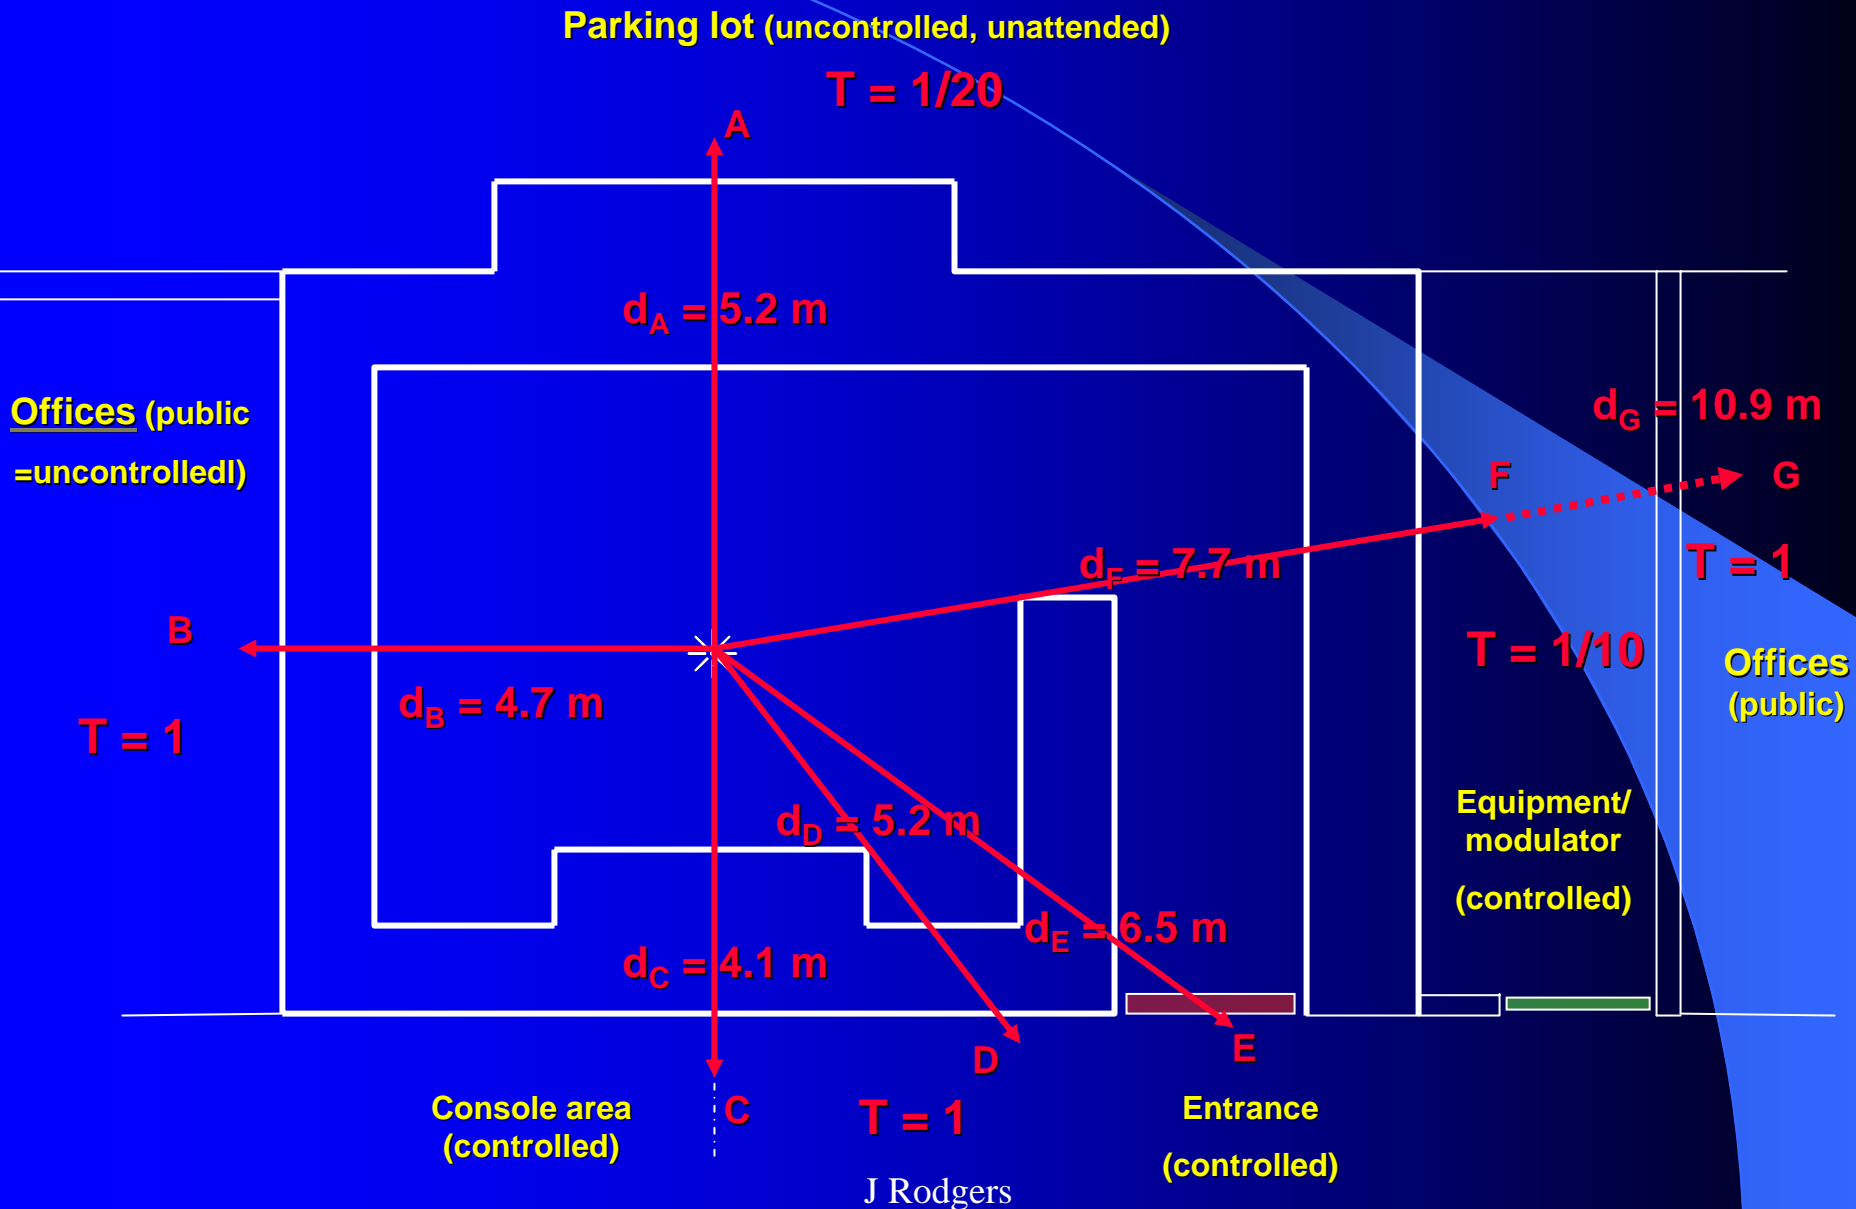 Parking lot (uncontrolled, unattended)
T = 1/20
A
dA = 5.2 m
Offices (public
=uncontrolledl)
dG = 10.9 m
F
G
dF = 7.7 m
T = 1
B
T = 1/10
Offices
(public)
dB = 4.7 m
T = 1
dD = 5.2 m
Equipment/
modulator
(controlled)
dE = 6.5 m
dC = 4.1 m
D
E
Console area
(controlled)
C
T = 1
Entrance
(controlled)
J Rodgers